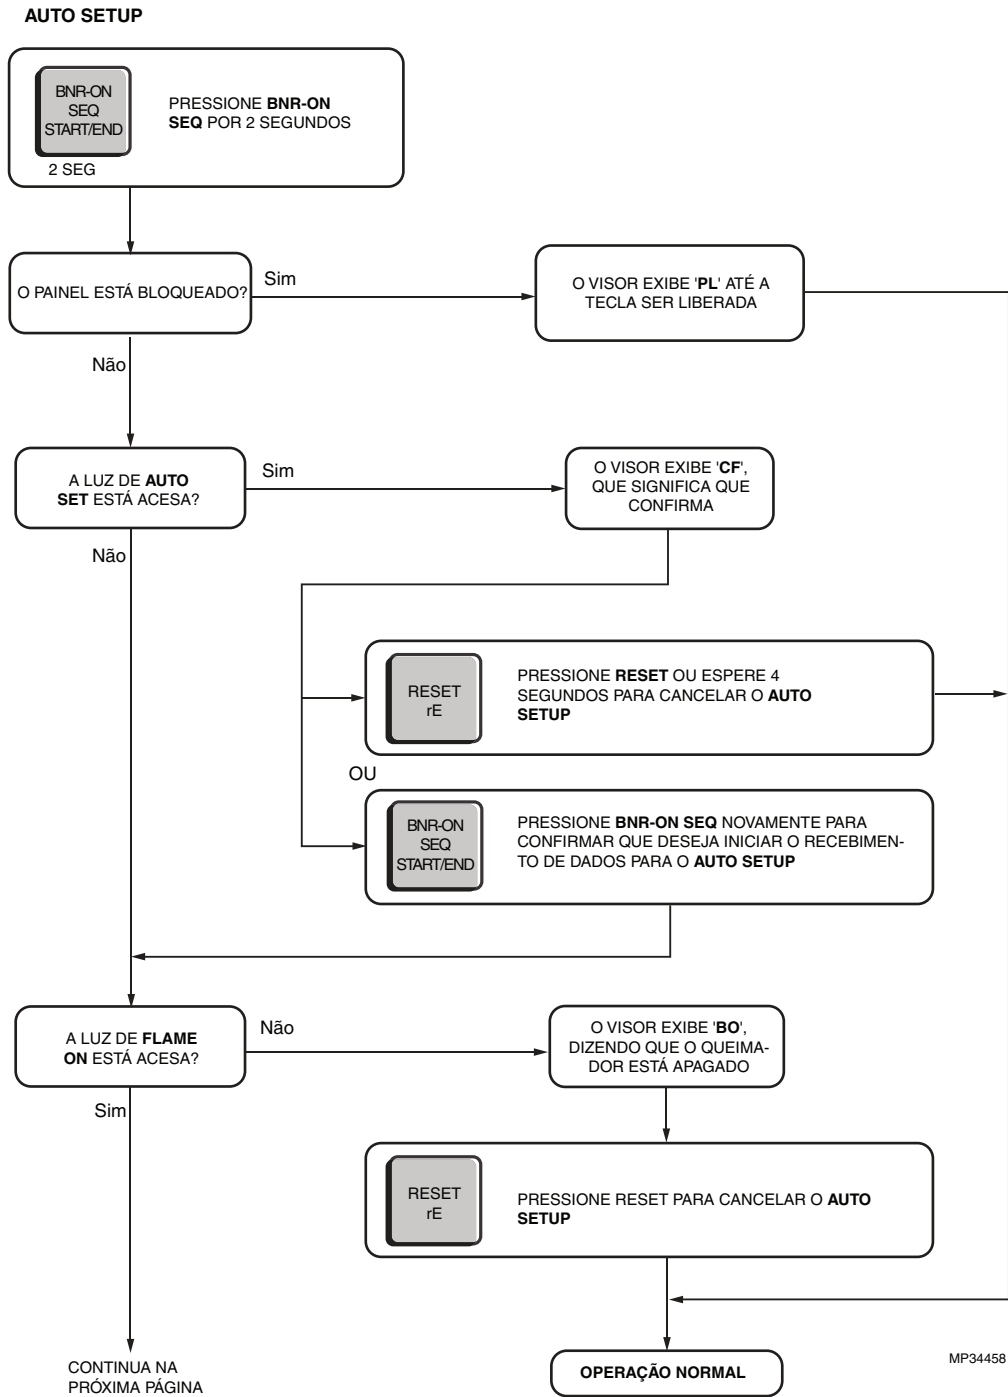 AUTO SETUP
BNR-ON
SEQ
START/END
2 SEG
PRESSIONE BNR-ON
SEQ POR 2 SEGUNDOS
O PAINEL ESTÁ BLOQUEADO?
Sim
O VISOR EXIBE 'PL' ATÉ A
TECLA SER LIBERADA
Não
A LUZ DE AUTO
SET ESTÁ ACESA?
Sim
O VISOR EXIBE 'CF',
QUE SIGNIFICA QUE
CONFIRMA
Não
RESET
rE
PRESSIONE RESET OU ESPERE 4
SEGUNDOS PARA CANCELAR O AUTO
SETUP
OU
BNR-ON
SEQ
START/END
PRESSIONE BNR-ON SEQ NOVAMENTE PARA
CONFIRMAR QUE DESEJA INICIAR O RECEBIMEN-
TO DE DADOS PARA O AUTO SETUP
A LUZ DE FLAME
ON ESTÁ ACESA?
Não
O VISOR EXIBE 'BO',
DIZENDO QUE O QUEIMA-
DOR ESTÁ APAGADO
Sim
RESET
rE
PRESSIONE RESET PARA CANCELAR O AUTO
SETUP
CONTINUA NA
PRÓXIMA PÁGINA
OPERAÇÃO NORMAL
MP34458